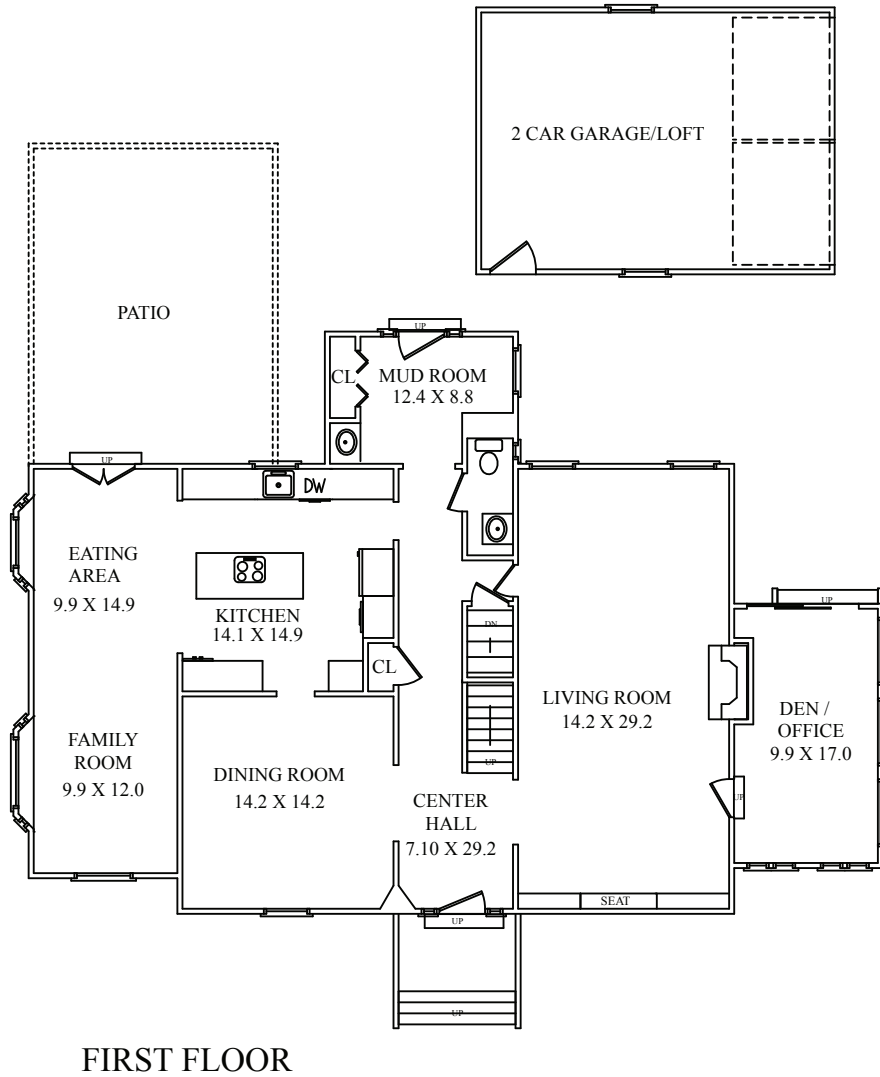 2 CAR GARAGE/LOFT
PATIO
UP
CL
MUD ROOM
12.4 X 8.8
UP
DW
EATING
AREA
9.9 X 14.9
KITCHEN
14.1 X 14.9
CL
DN
UP
LIVING ROOM
14.2 X 29.2
UP
DEN /
OFFICE
9.9 X 17.0
UP
FAMILY
ROOM
9.9 X 12.0
DINING ROOM
14.2 X 14.2
CENTER
HALL
7.10 X 29.2
SEAT
UP
UP
FIRST FLOOR